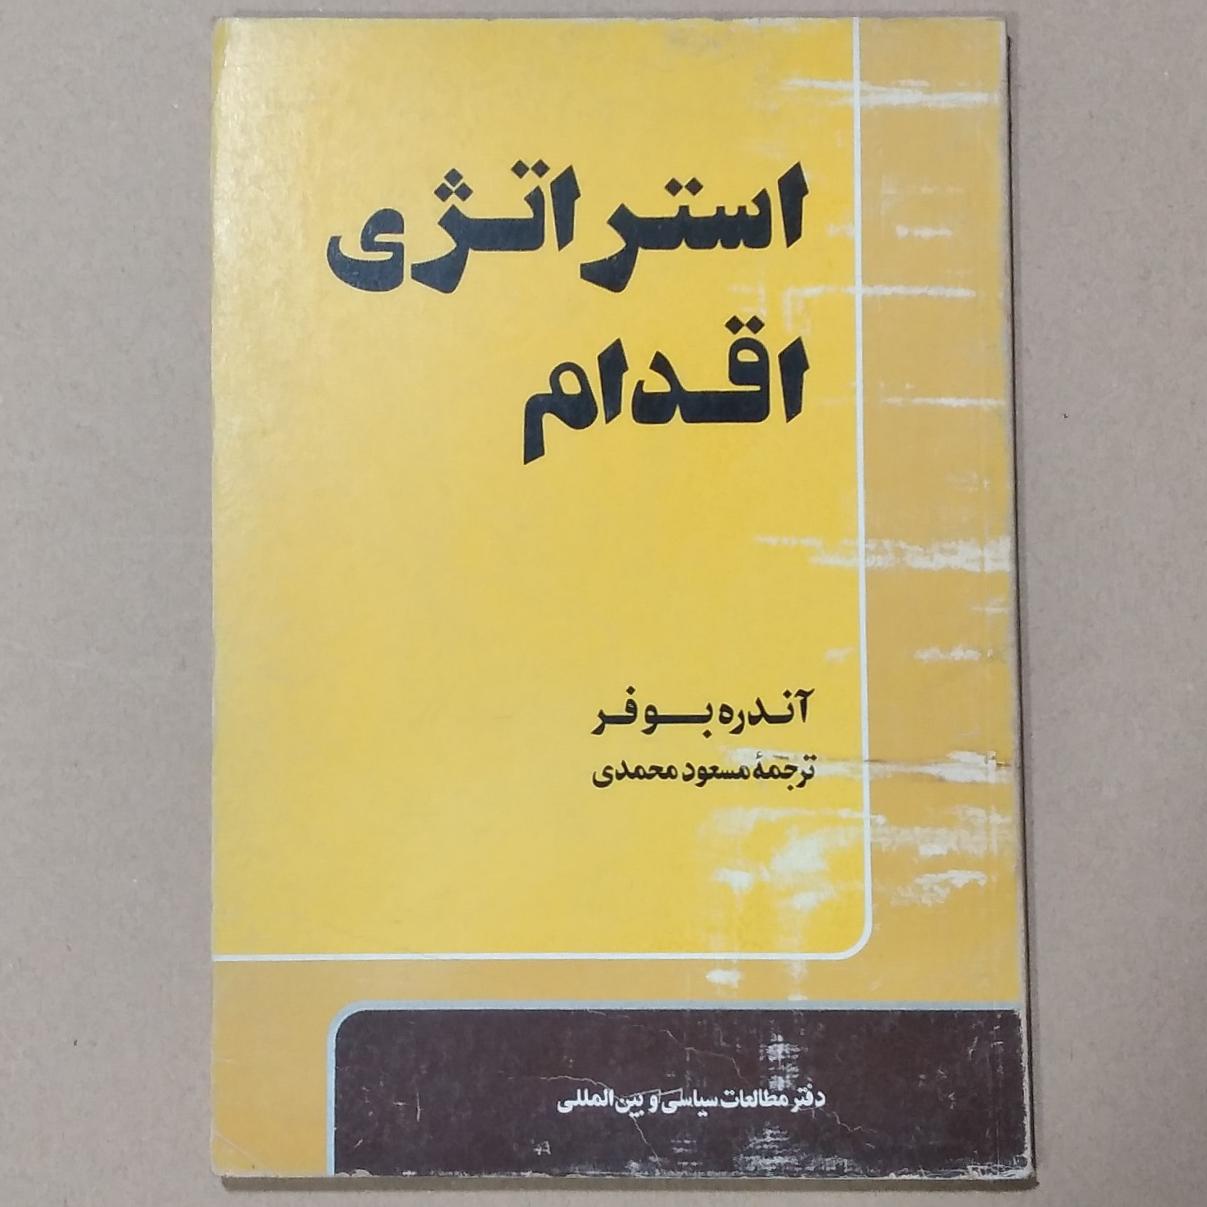 استراتژی
اقدام
آندره بوفر
ترجمهٔ مسعود محمدی
دفتر مطالعات سیاسی و بین المللی